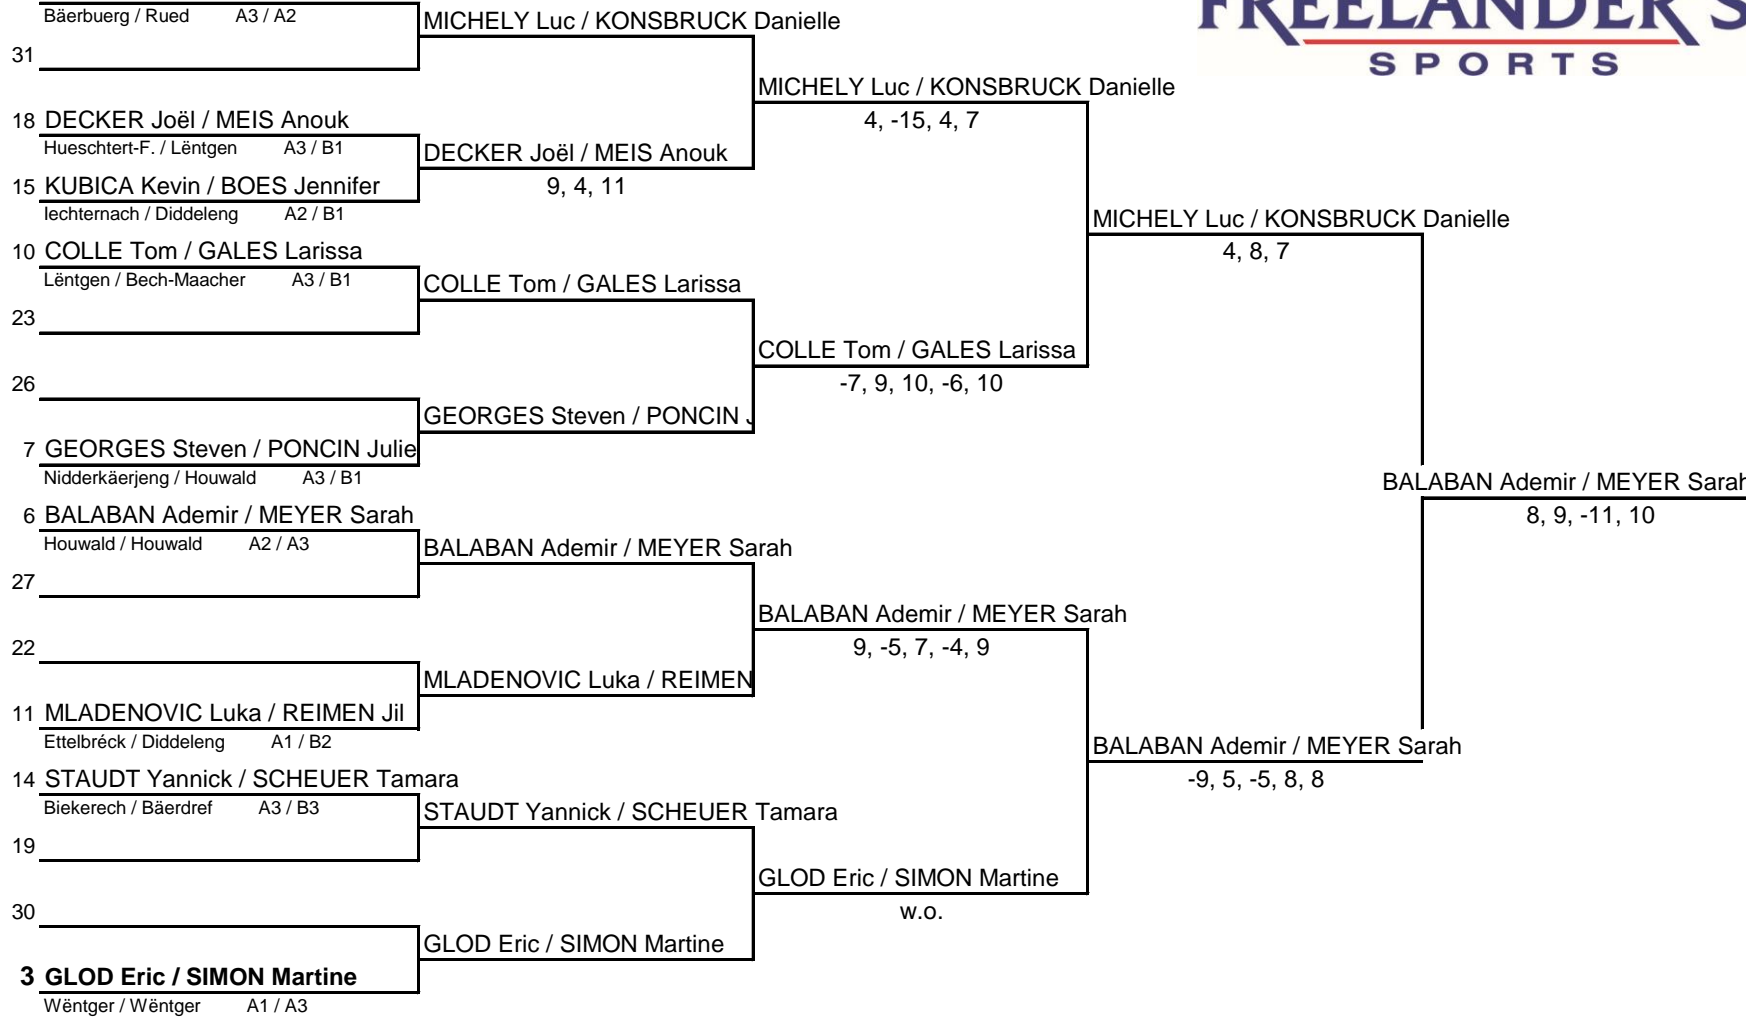 FREELANDER'S
SPORTS
Bäerbuerg / Rued A3 / A2
MICHELY Luc / KONSBRUCK Danielle
31
MICHELY Luc / KONSBRUCK Danielle
4, -15, 4, 7
18 DECKER Joël / MEIS Anouk
Hueschtert-F. / Lëntgen A3 / B1
DECKER Joël / MEIS Anouk
9, 4, 11
15 KUBICA Kevin / BOES Jennifer
Iechternach / Diddeleng A2 / B1
MICHELY Luc / KONSBRUCK Danielle
4, 8, 7
10 COLLE Tom / GALES Larissa
Lëntgen / Bech-Maacher A3 / B1
COLLE Tom / GALES Larissa
23
COLLE Tom / GALES Larissa
-7, 9, 10, -6, 10
26
GEORGES Steven / PONCIN J
7 GEORGES Steven / PONCIN Julie
Nidderkäerjeng / Houwald A3 / B1
BALABAN Ademir / MEYER Sarah
8, 9, -11, 10
6 BALABAN Ademir / MEYER Sarah
Houwald / Houwald A2 / A3
BALABAN Ademir / MEYER Sarah
27
BALABAN Ademir / MEYER Sarah
9, -5, 7, -4, 9
22
MLADENOVIC Luka / REIMEN
11 MLADENOVIC Luka / REIMEN Jil
Ettelbréck / Diddeleng A1 / B2
BALABAN Ademir / MEYER Sarah
-9, 5, -5, 8, 8
14 STAUDT Yannick / SCHEUER Tamara
Biekerech / Bäerdref A3 / B3
STAUDT Yannick / SCHEUER Tamara
19
GLOD Eric / SIMON Martine
w.o.
30
GLOD Eric / SIMON Martine
3 GLOD Eric / SIMON Martine
Wëntger / Wëntger A1 / A3